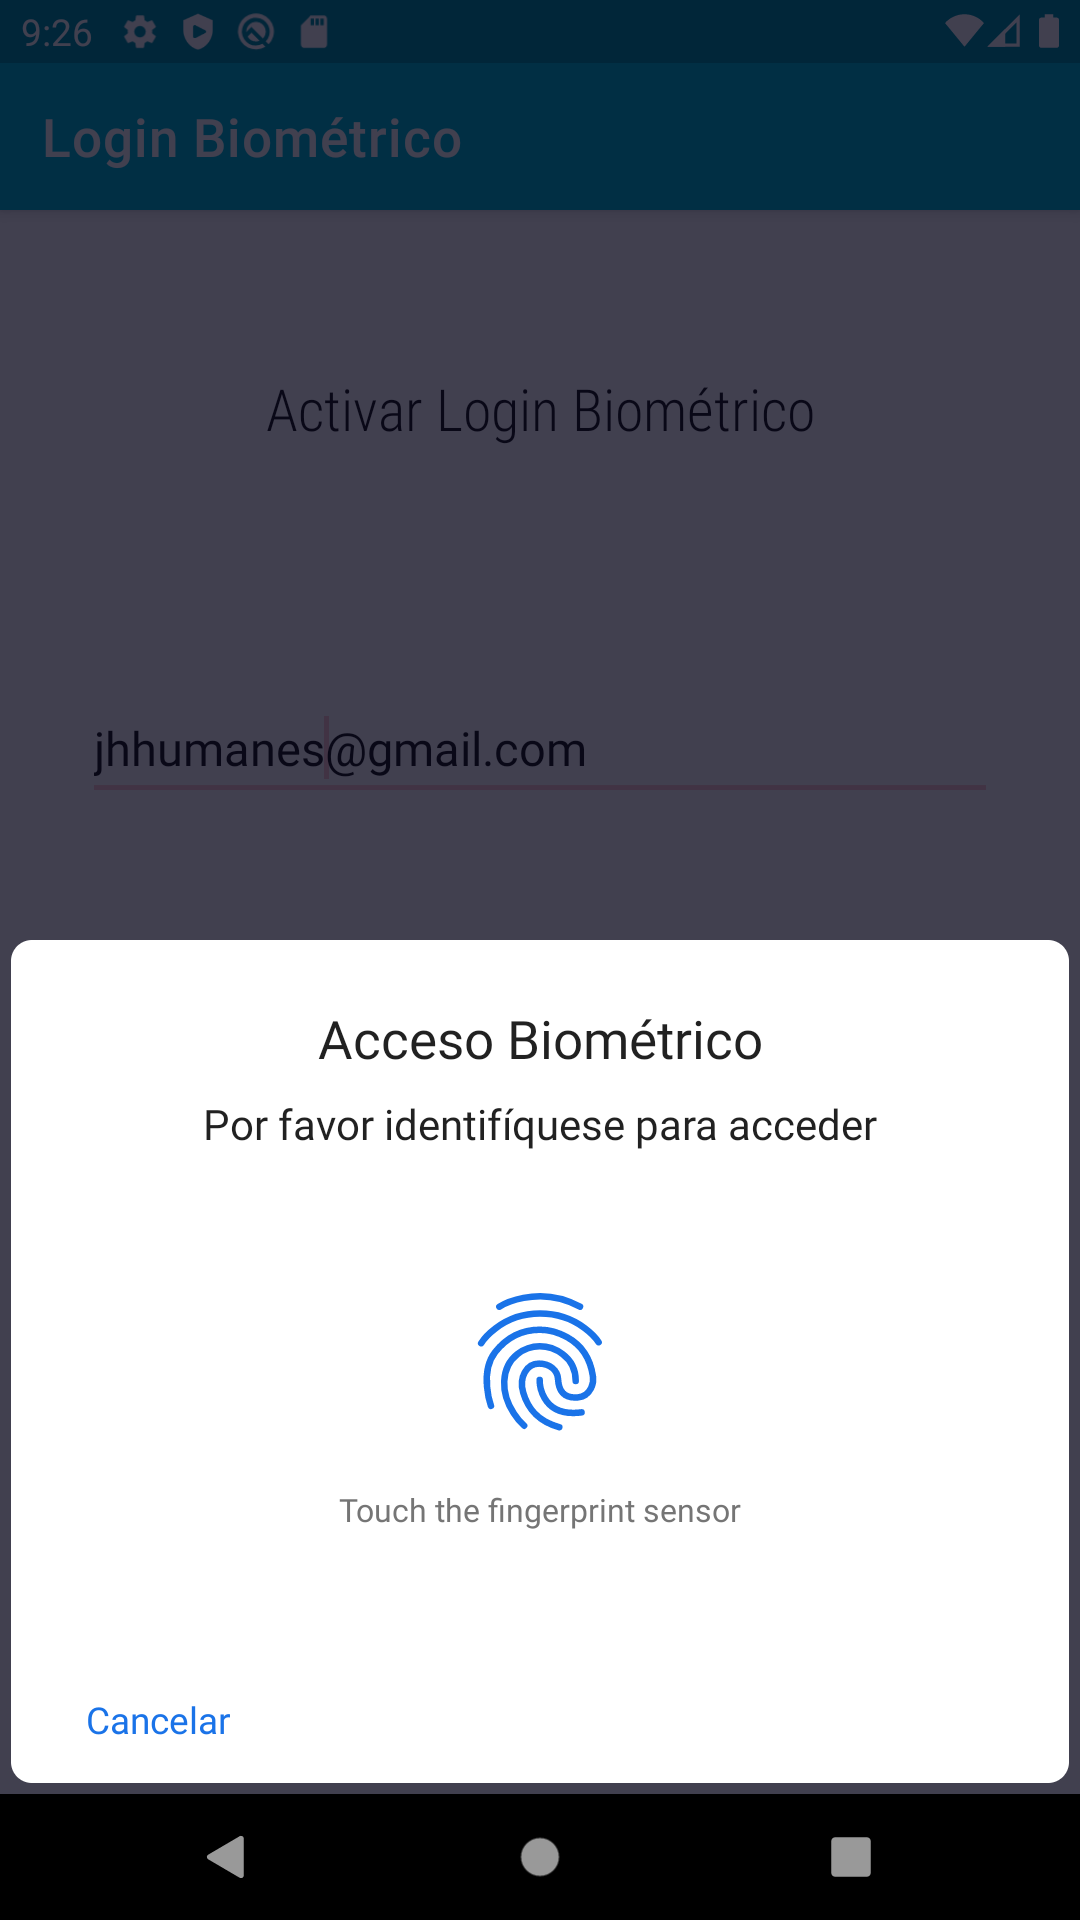 9:26
Login Biométrico
Activar Login Biométrico
jhhumanes@gmail.com
Acceso Biométrico
Por favor identifíquese para acceder
Touch the fingerprint sensor
Cancelar